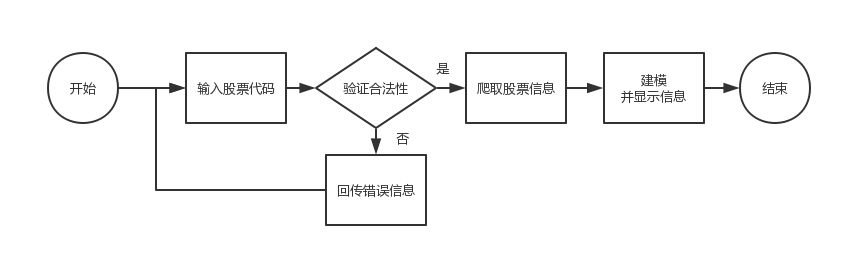 开始
输入股票代码
验证合法性
是
爬取股票信息
建模
并显示信息
结束
否
回传错误信息